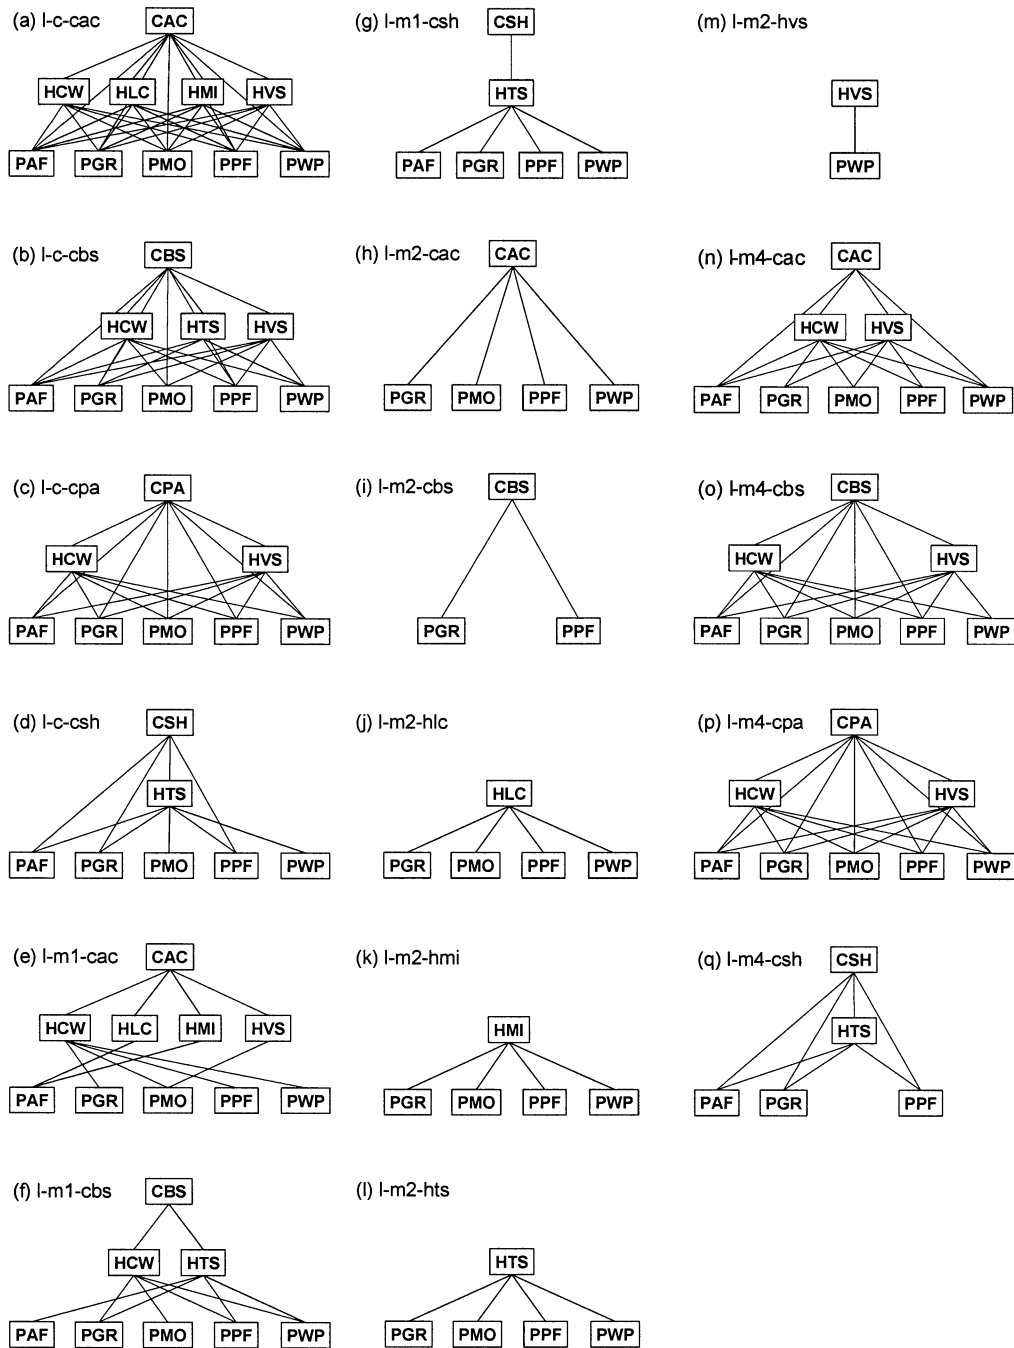 (a) l-c-cac
CAC
HCW HLC HMI HVS
PAF PGR PMO PPF PWP
(b) l-c-cbs
CBS
HCW HTS HVS
PAF PGR PMO PPF PWP
(c) l-c-cpa
CPA
HCW HVS
PAF PGR PMO PPF PWP
(d) l-c-csh
CSH
HTS
PAF PGR PMO PPF PWP
(e) l-m1-cac
CAC
HCW HLC HMI HVS
PAF PGR PMO PPF PWP
(f) l-m1-cbs
CBS
HCW HTS
PAF PGR PMO PPF PWP
(g) l-m1-csh
CSH
HTS
PAF PGR PPF PWP
(h) l-m2-cac
CAC
PGR PMO PPF PWP
(i) l-m2-cbs
CBS
PGR PPF
(j) l-m2-hlc
HLC
PGR PMO PPF PWP
(k) l-m2-hmi
HMI
PGR PMO PPF PWP
(l) l-m2-hts
HTS
PGR PMO PPF PWP
(m) l-m2-hvs
HVS
PWP
(n) l-m4-cac
CAC
HCW HVS
PAF PGR PMO PPF PWP
(o) l-m4-cbs
CBS
HCW HVS
PAF PGR PMO PPF PWP
(p) l-m4-cpa
CPA
HCW HVS
PAF PGR PMO PPF PWP
(q) l-m4-csh
CSH
HTS
PAF PGR PPF